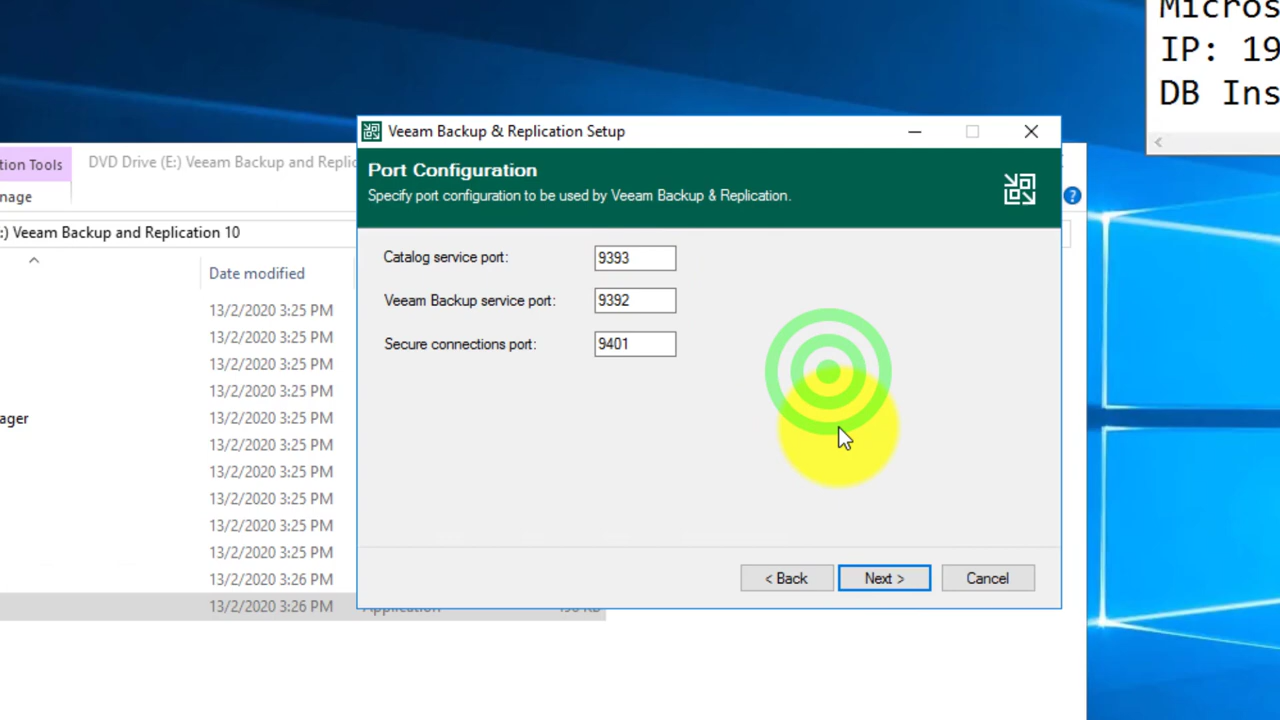 Micros
IP: 19
DB Ins
Veeam Backup & Replication Setup
tion Tools
DVD Drive (E:) Veeam Backup and Replic
Port Configuration
Specify port configuration to be used by Veeam Backup & Replication.
nage
:) Veeam Backup and Replication 10
Date modified
Catalog service port: 9393
Veeam Backup service port: 9392
Secure connections port: 9401
13/2/2020 3:25 PM
13/2/2020 3:25 PM
13/2/2020 3:25 PM
13/2/2020 3:25 PM
ager 13/2/2020 3:25 PM
13/2/2020 3:25 PM
13/2/2020 3:25 PM
13/2/2020 3:25 PM
13/2/2020 3:25 PM
13/2/2020 3:25 PM
13/2/2020 3:26 PM
13/2/2020 3:26 PM Application
< Back Next > Cancel